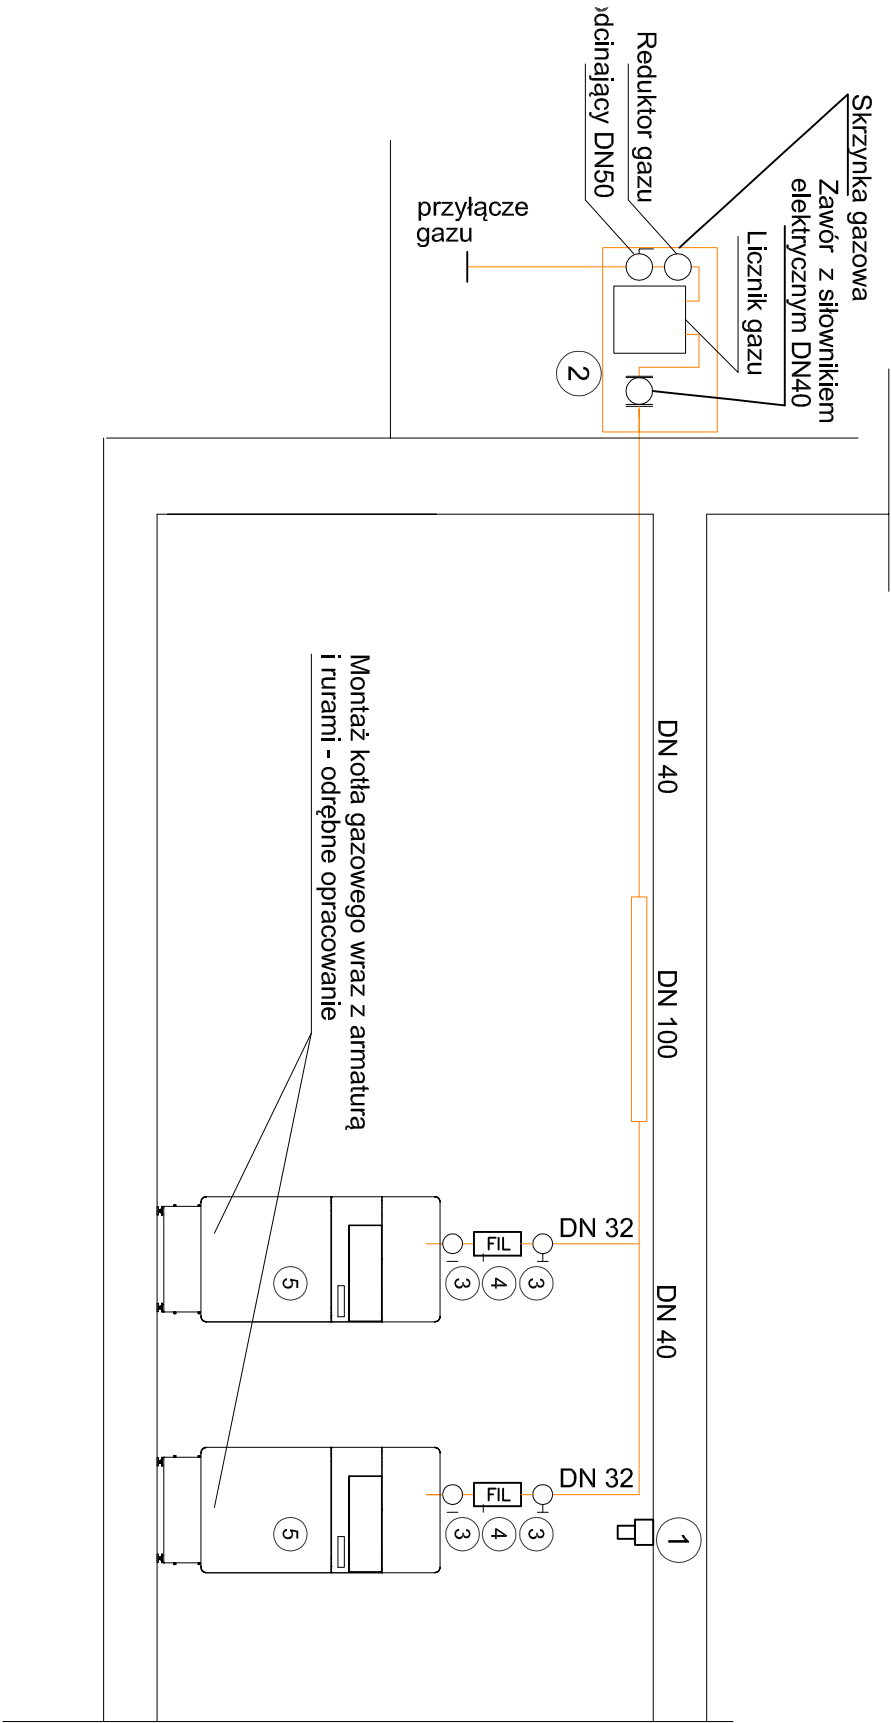 Skrzynka gazowa
Zawór z siłownikiem
elektrycznym DN40
Licznik gazu
Reduktor gazu
odcinający DN50
przyłącze
gazu
2
DN 40
DN 100
DN 40
Montaż kotła gazowego wraz z armaturą
i rurami - odrębne opracowanie
DN 32
FIL
3
4
3
5
DN 32
FIL
3
4
3
5
1